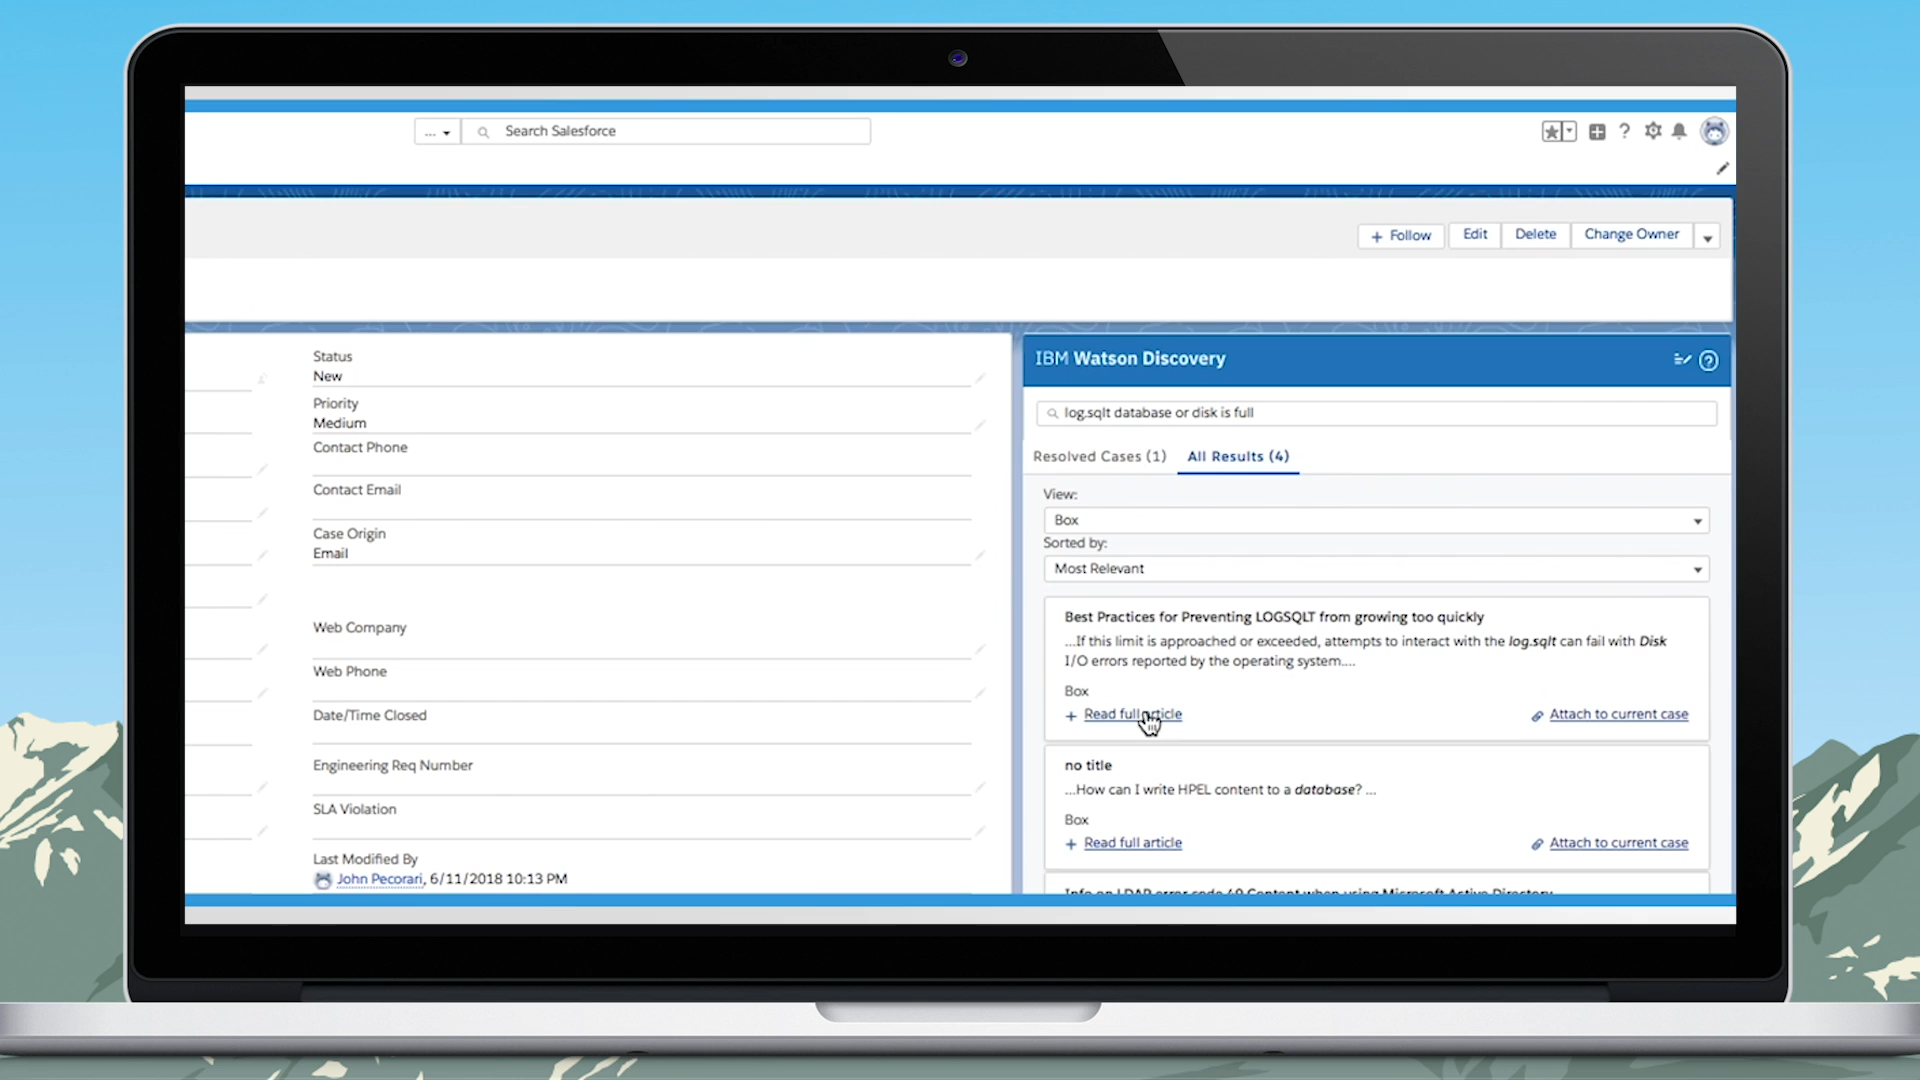 ... Search Salesforce
?
+ Follow Edit Delete Change Owner
Status
New
Priority
Medium
Contact Phone
Contact Email
Case Origin
Email
Web Company
Web Phone
Date/Time Closed
Engineering Req Number
SLA Violation
Last Modified By
John Pecorari, 6/11/2018 10:13 PM
IBM Watson Discovery
?
log.sqlt database or disk is full
Resolved Cases (1) All Results (4)
View:
Box
Sorted by:
Most Relevant
Best Practices for Preventing LOGSQLT from growing too quickly
...If this limit is approached or exceeded, attempts to interact with the log.sqlt can fail with Disk
I/O errors reported by the operating system....
Box
+ Read full article Attach to current case
no title
...How can I write HPEL content to a database? ...
Box
+ Read full article Attach to current case
Info on LDAP error code 49 Content when using Microsoft Active Directory